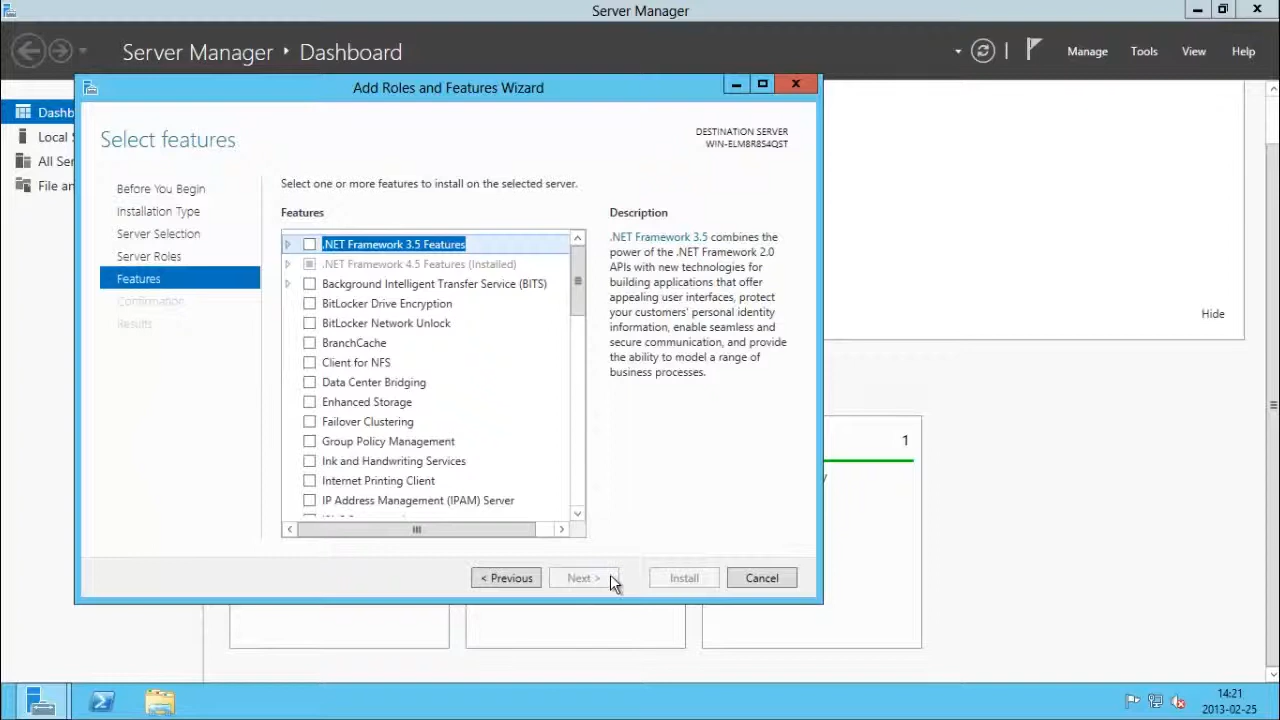 Server Manager
Server Manager ‣ Dashboard
Manage Tools View Help
Add Roles and Features Wizard
Dashb
Local S
All Ser
File an
Select features
DESTINATION SERVER
WIN-ELM8R8S4QST
Before You Begin
Installation Type
Server Selection
Server Roles
Features
Confirmation
Results
Select one or more features to install on the selected server.
Features
.NET Framework 3.5 Features
.NET Framework 4.5 Features (Installed)
Background Intelligent Transfer Service (BITS)
BitLocker Drive Encryption
BitLocker Network Unlock
BranchCache
Client for NFS
Data Center Bridging
Enhanced Storage
Failover Clustering
Group Policy Management
Ink and Handwriting Services
Internet Printing Client
IP Address Management (IPAM) Server
Description
.NET Framework 3.5 combines the
power of the .NET Framework 2.0
APIs with new technologies for
building applications that offer
appealing user interfaces, protect
your customers' personal identity
information, enable seamless and
secure communication, and provide
the ability to model a range of
business processes.
Hide
1
< Previous Next > Install Cancel
14:21
2013-02-25